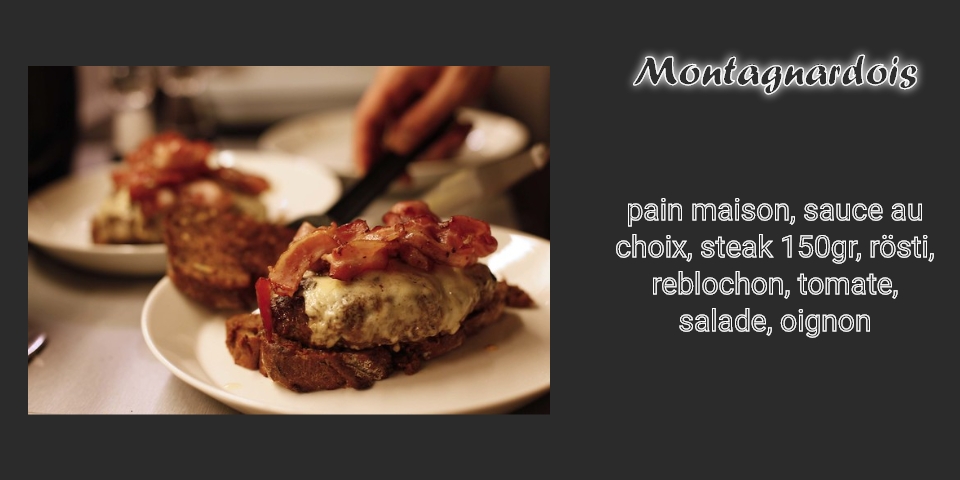 Montagnardois
pain maison, sauce au
choix, steak 150gr, rösti,
reblochon, tomate,
salade, oignon